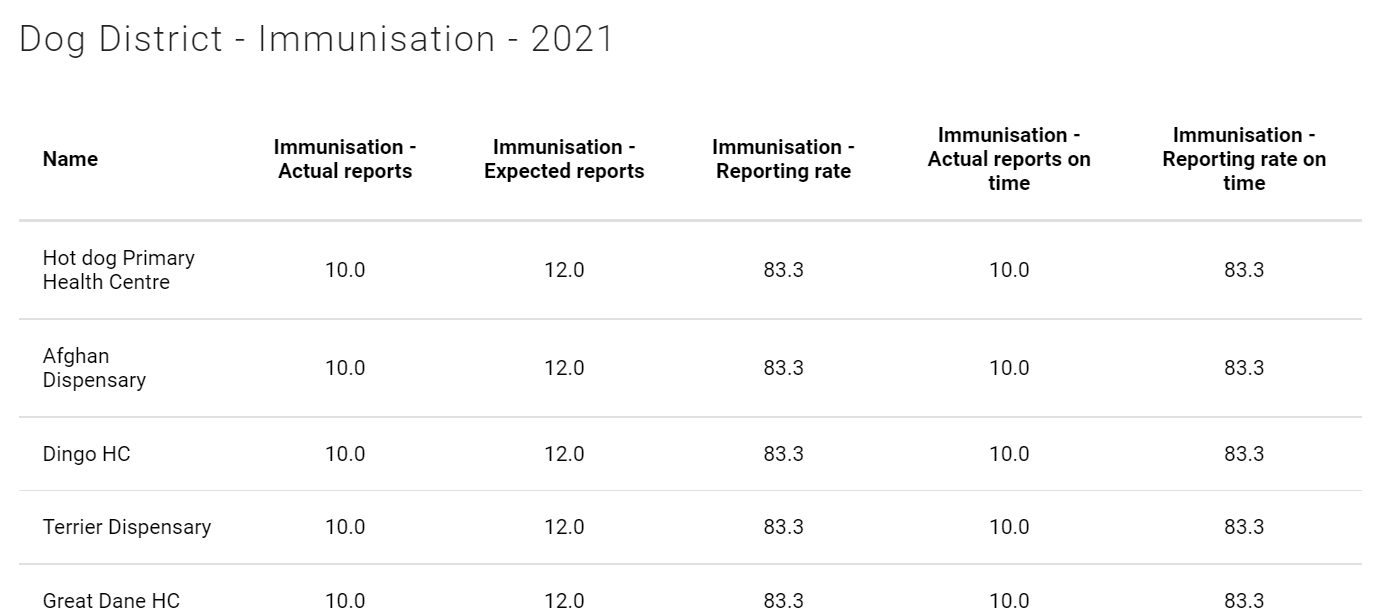 Dog District - Immunisation - 2021
Name
Immunisation -
Actual reports
Immunisation -
Expected reports
Immunisation -
Reporting rate
Immunisation -
Actual reports on
time
Immunisation -
Reporting rate on
time
Hot dog Primary
Health Centre
10.0 12.0 83.3 10.0 83.3
Afghan
Dispensary
10.0 12.0 83.3 10.0 83.3
Dingo HC 10.0 12.0 83.3 10.0 83.3
Terrier Dispensary 10.0 12.0 83.3 10.0 83.3
Great Dane HC 10.0 12.0 83.3 10.0 83.3